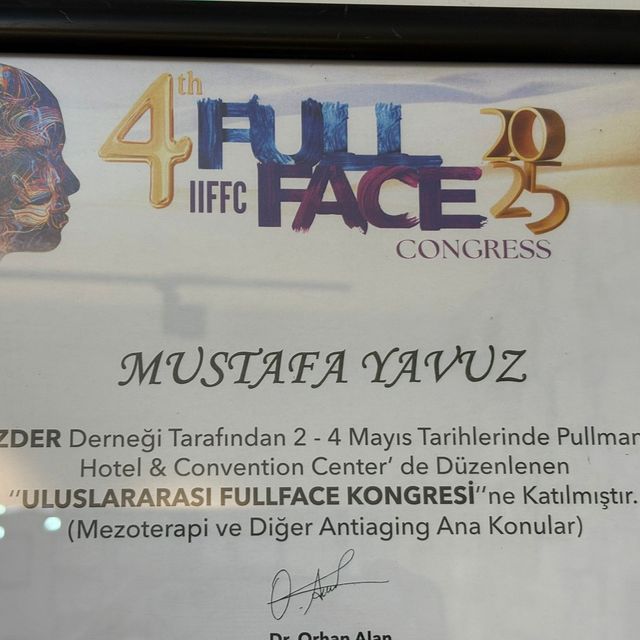 4th FULL 2025
IIFFC FACE
CONGRESS
MUSTAFA YAVUZ
ZDER Derneği Tarafından 2 - 4 Mayıs Tarihlerinde Pullman
Hotel & Convention Center' de Düzenlenen
''ULUSLARARASI FULLFACE KONGRESİ''ne Katılmıştır.
(Mezoterapi ve Diğer Antiaging Ana Konular)
Dr. Orhan Alan